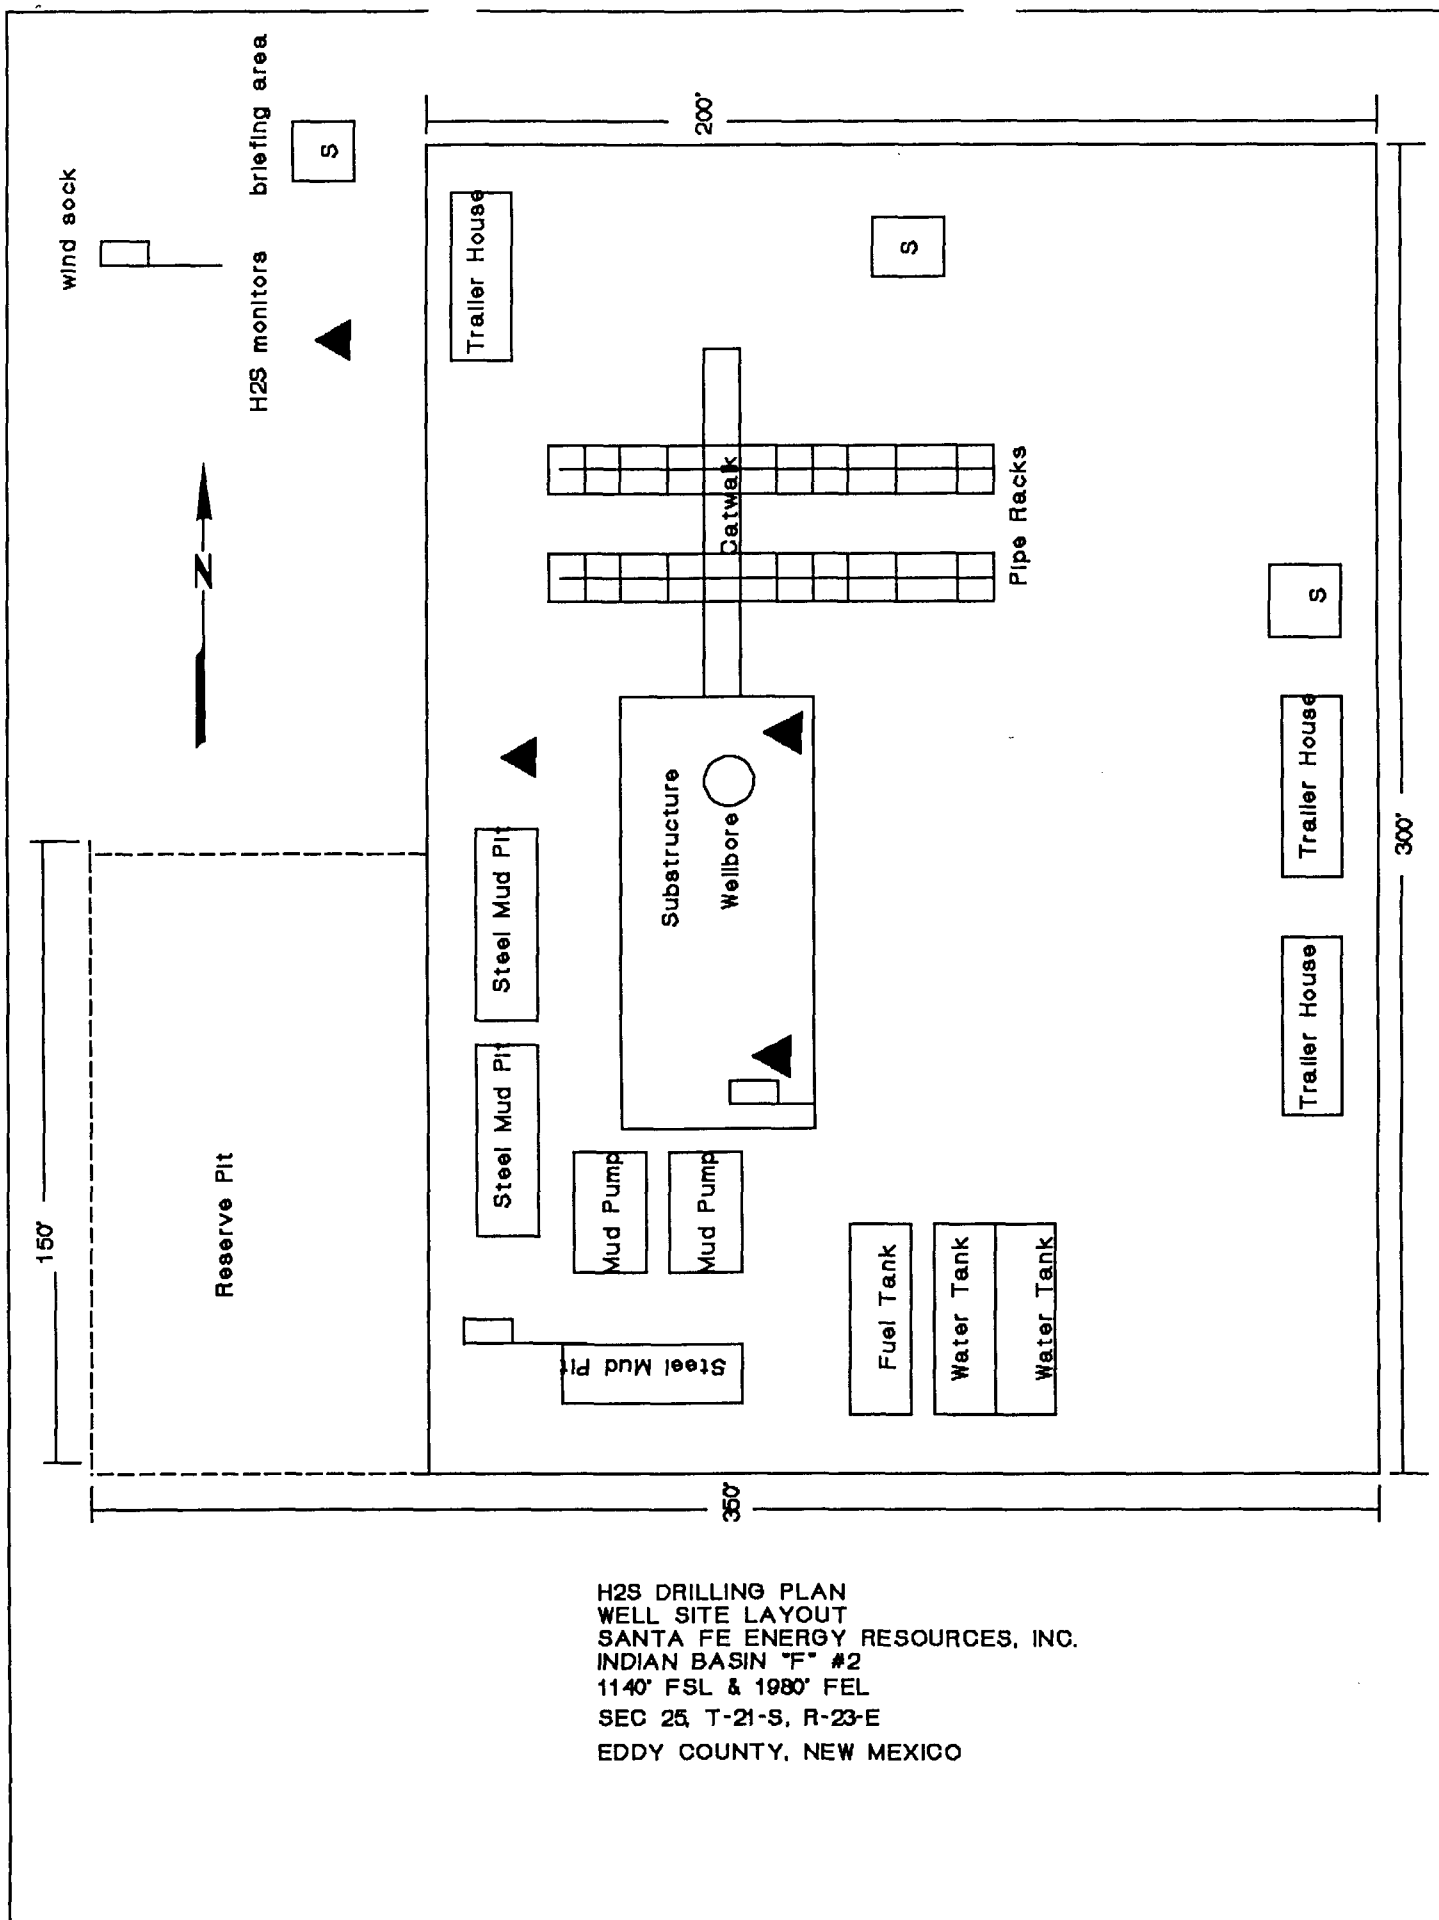 wind sock
H2S monitors
briefing area
S
N
200'
Trailer House
S
Catwalk
Pipe Racks
S
Substructure
Wellbore
Steel Mud Pit
Steel Mud Pit
Mud Pump
Mud Pump
Steel Mud Pit
Fuel Tank
Water Tank
Water Tank
Trailer House
Trailer House
300'
150'
Reserve Pit
350'
H2S DRILLING PLAN
WELL SITE LAYOUT
SANTA FE ENERGY RESOURCES, INC.
INDIAN BASIN "F" #2
1140' FSL & 1980' FEL
SEC 25, T-21-S, R-23-E
EDDY COUNTY, NEW MEXICO